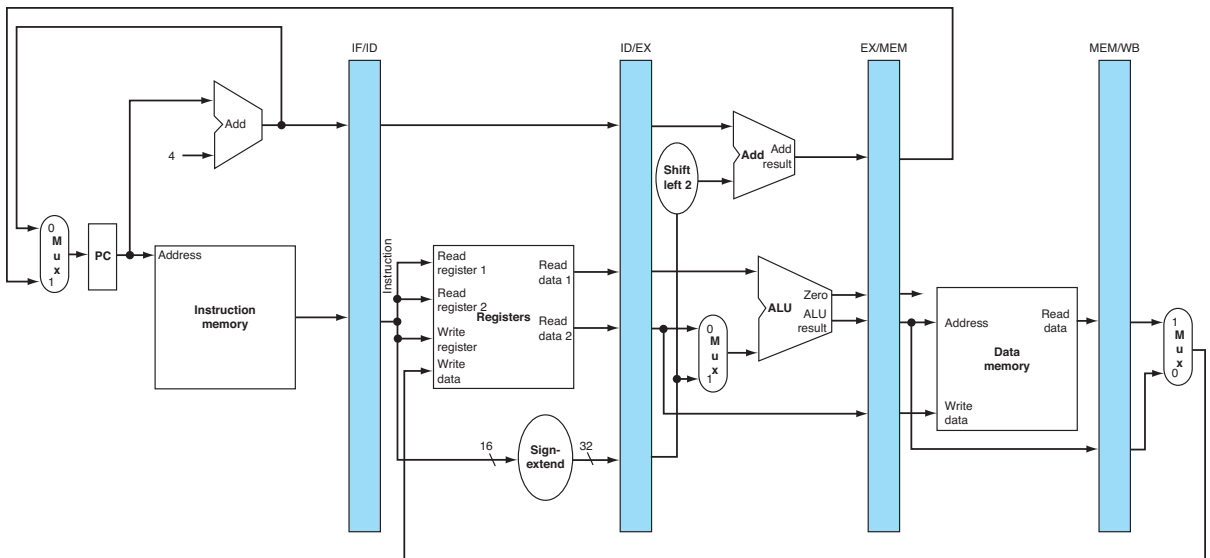 IF/ID
ID/EX
EX/MEM
MEM/WB
Add
4
Shift
left 2
Add
Add
result
0
M
u
x
1
PC
Address
Instruction
memory
Instruction
Read
register 1
Read
register 2
Write
register
Write
data
Registers
Read
data 1
Read
data 2
16
Sign-
extend
32
0
M
u
x
1
ALU
Zero
ALU
result
Address
Write
data
Data
memory
Read
data
1
M
u
x
0